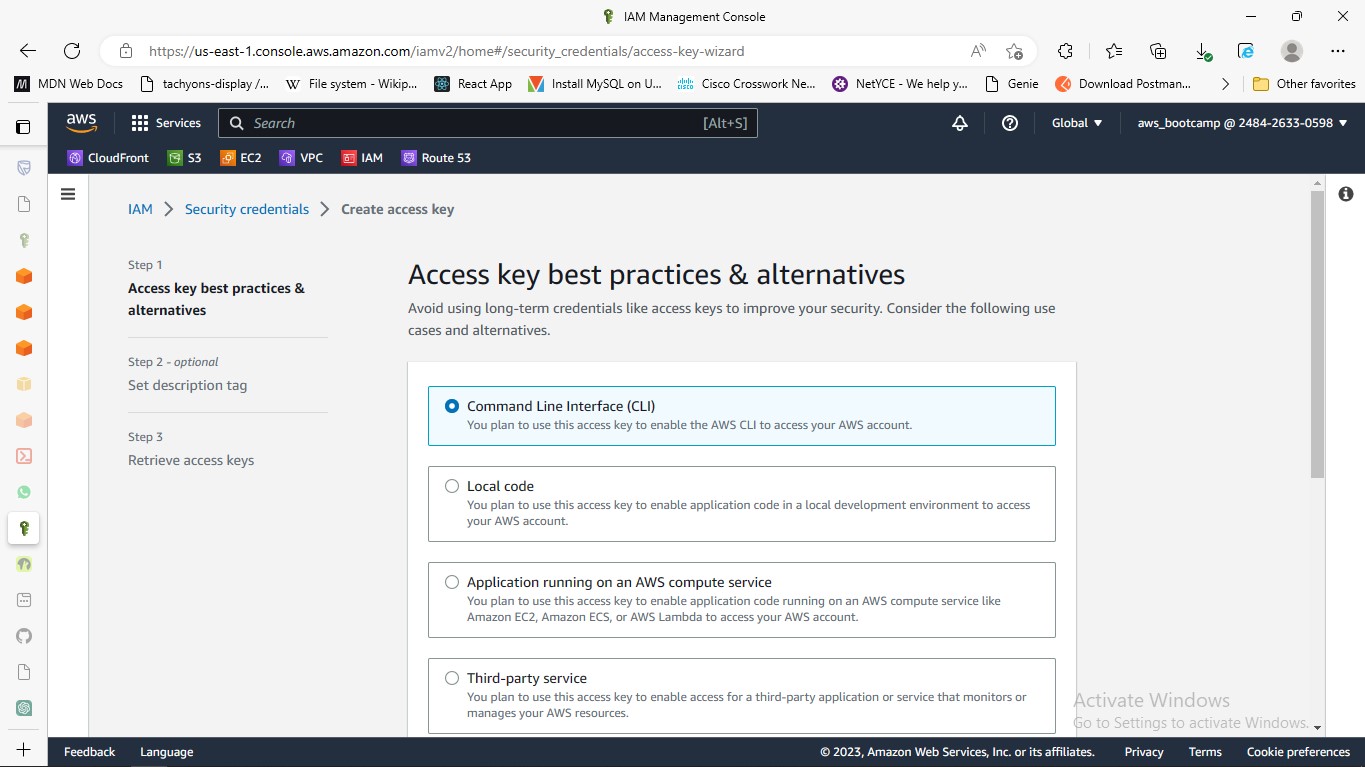 IAM Management Console
https://us-east-1.console.aws.amazon.com/iamv2/home#/security_credentials/access-key-wizard
MDN Web Docs
tachyons-display /...
File system - Wikip...
React App
Install MySQL on U...
Cisco Crosswork Ne...
NetYCE - We help y...
Genie
Download Postman...
Other favorites
aws
Services
Search
[Alt+S]
Global
aws_bootcamp @ 2484-2633-0598
CloudFront
S3
EC2
VPC
IAM
Route 53
IAM
Security credentials
Create access key
Step 1
Access key best practices &
alternatives
Step 2 - optional
Set description tag
Step 3
Retrieve access keys
Access key best practices & alternatives
Avoid using long-term credentials like access keys to improve your security. Consider the following use
cases and alternatives.
Command Line Interface (CLI)
You plan to use this access key to enable the AWS CLI to access your AWS account.
Local code
You plan to use this access key to enable application code in a local development environment to access
your AWS account.
Application running on an AWS compute service
You plan to use this access key to enable application code running on an AWS compute service like
Amazon EC2, Amazon ECS, or AWS Lambda to access your AWS account.
Third-party service
You plan to use this access key to enable access for a third-party application or service that monitors or
manages your AWS resources.
Activate Windows
Go to Settings to activate Windows.
Feedback
Language
© 2023, Amazon Web Services, Inc. or its affiliates.
Privacy
Terms
Cookie preferences